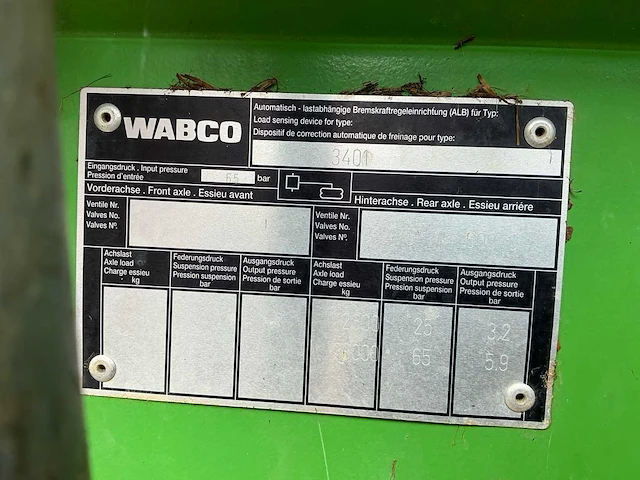 WABCO
Automatisch - lastabhängige Bremskraftregeleinrichtung (ALB) für Typ:
Load sensing device for type:
Dispositif de correction automatique de freinage pour type:
3401
Eingangsdruck . Input pressure
Pression d'entrée
6.5 bar
Vorderachse . Front axle . Essieu avant
Hinterachse . Rear axle . Essieu arriére
Ventile Nr.
Valves No.
Valves Nº.
Ventile Nr.
Valves No.
Valves Nº.
Achslast
Axle load
Charge essieu
kg
Federungsdruck
Suspension pressure
Pression suspension
bar
Ausgangsdruck
Output pressure
Pression de sortie
bar
Achslast
Axle load
Charge essieu
kg
Federungsdruck
Suspension pressure
Pression suspension
bar
Ausgangsdruck
Output pressure
Pression de sortie
bar
3.2
65 5.9